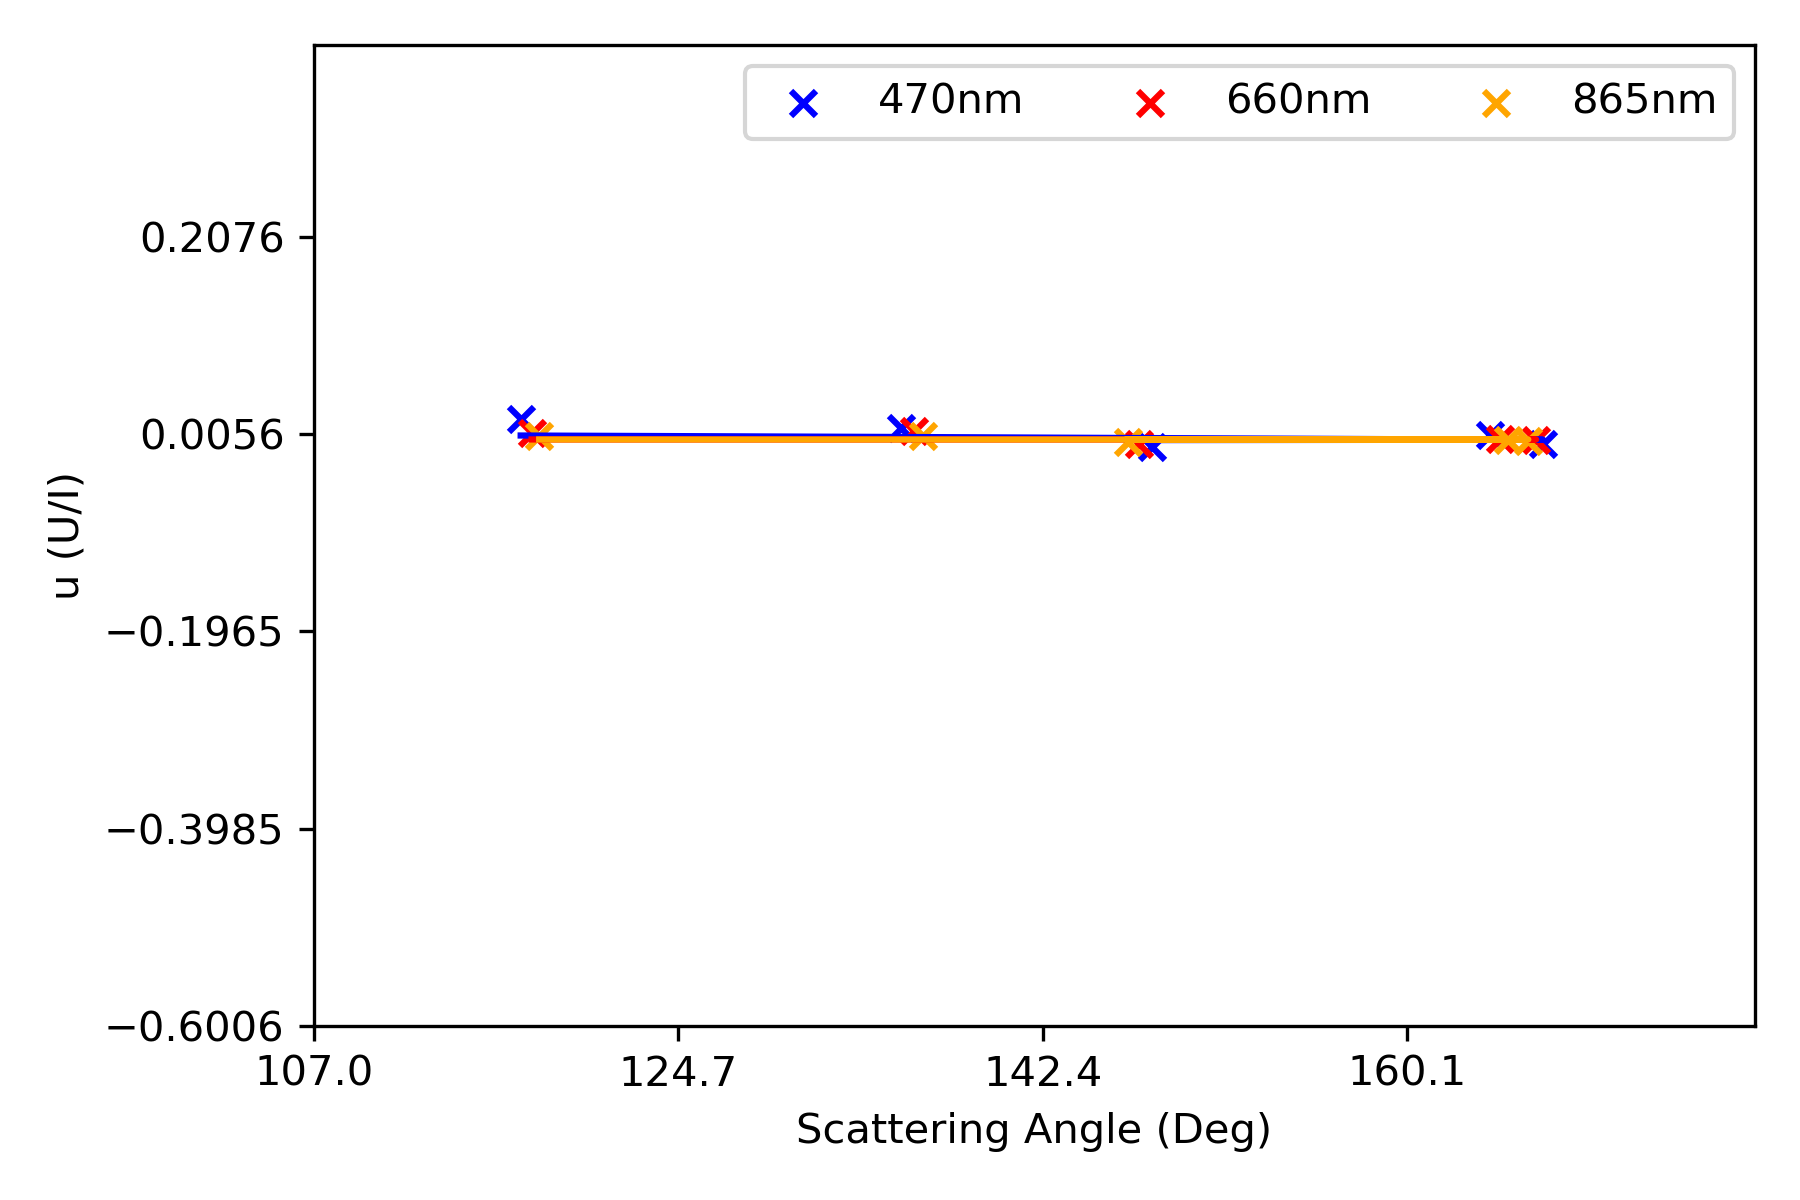 470nm 660nm 865nm
0.2076
0.0056
−0.1965
−0.3985
−0.6006
u (U/I)
107.0 124.7 142.4 160.1
Scattering Angle (Deg)